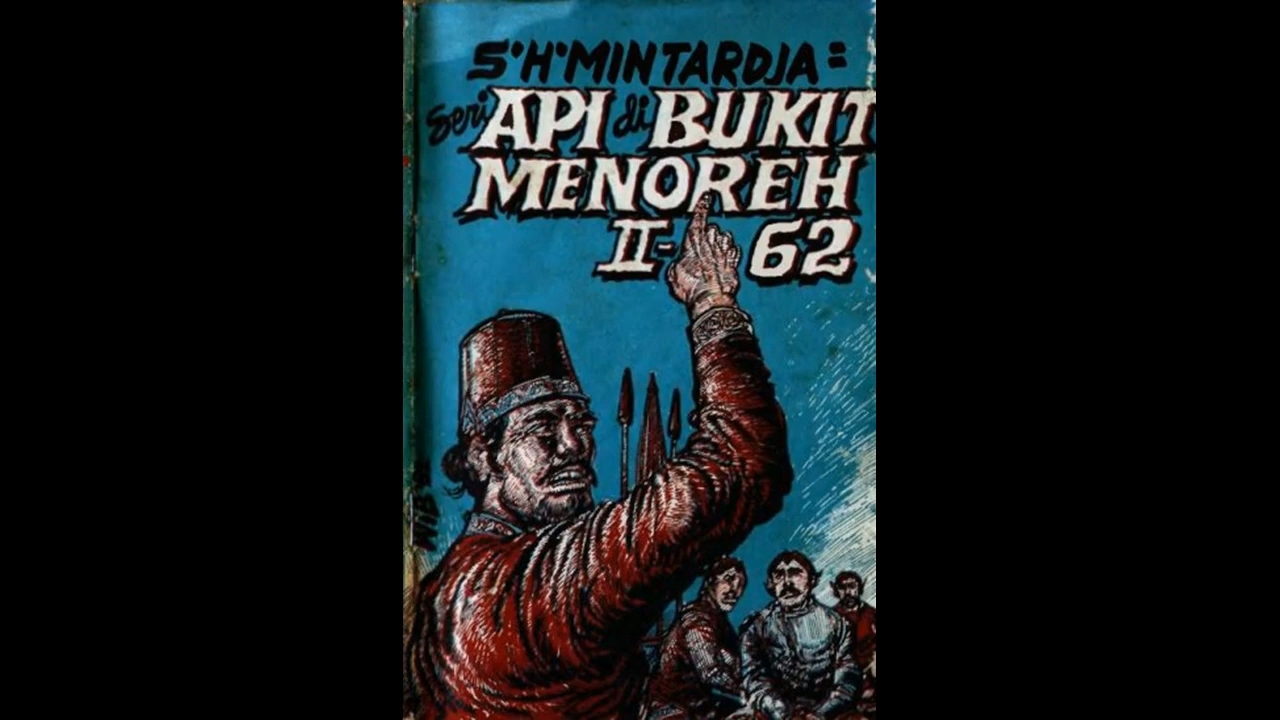 S·H·MINTARDJA=
Seri API di BUKIT
MENOREH
II- 62